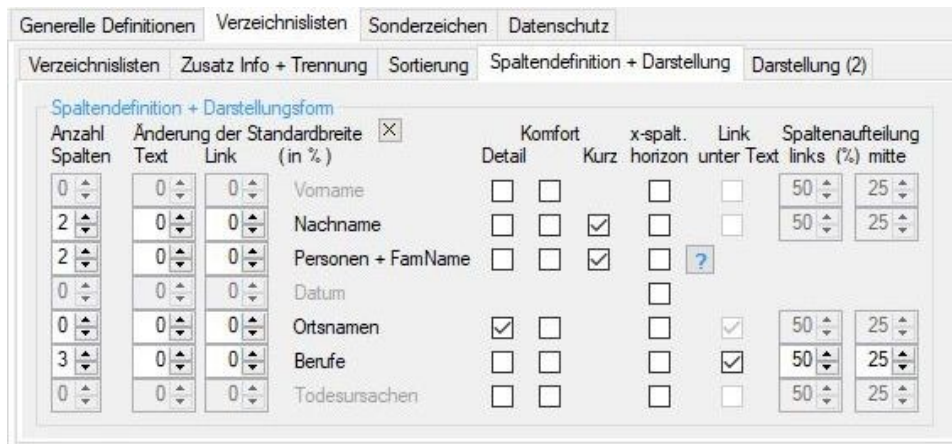 Generelle Definitionen Verzeichnislisten Sonderzeichen Datenschutz
Verzeichnislisten Zusatz Info + Trennung Sortierung Spaltendefinition + Darstellung Darstellung (2)
Spaltendefinition + Darstellungsform
Anzahl Änderung der Standardbreite Komfort x-spalt. Link Spaltenaufteilung
Spalten Text Link (in %) Detail Kurz horizon unter Text links (%) mitte
0 0 0 Vorname 50 25
2 0 0 Nachname 50 25
2 0 0 Personen + FamName ?
0 0 0 Datum
0 0 0 Ortsnamen 50 25
3 0 0 Berufe 50 25
0 0 0 Todesursachen 50 25